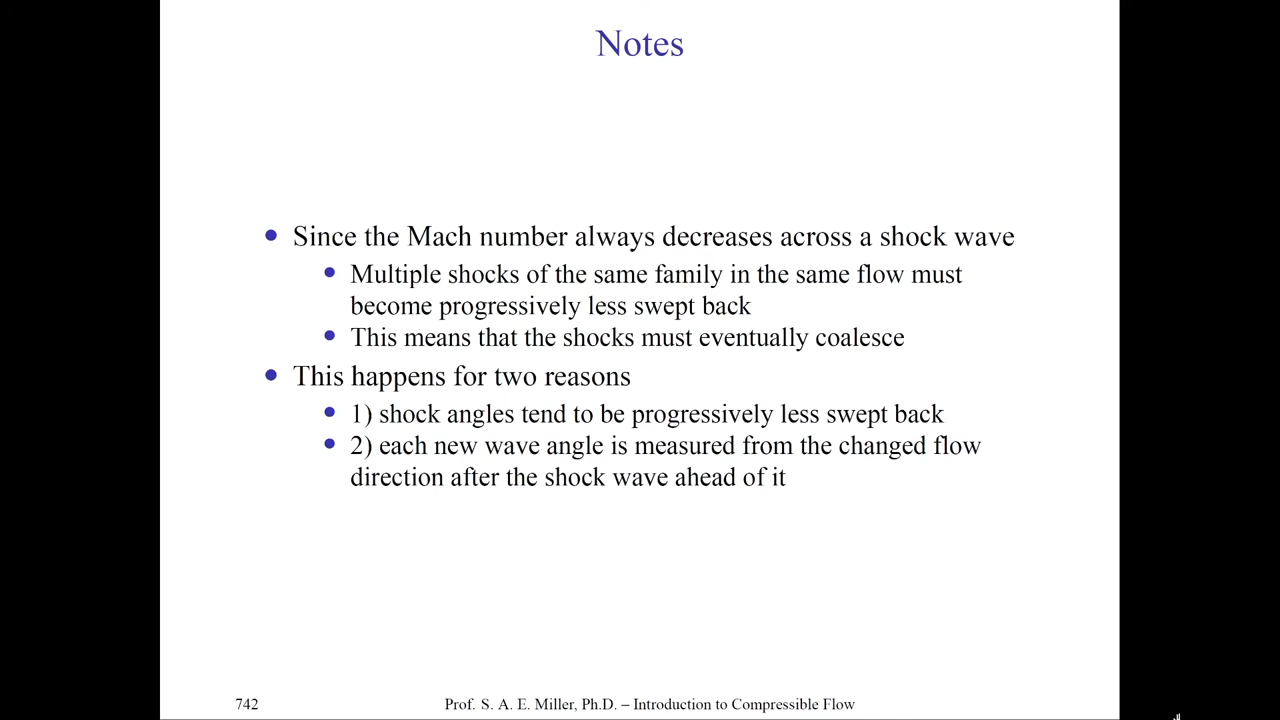 Notes
• Since the Mach number always decreases across a shock wave
• Multiple shocks of the same family in the same flow must
become progressively less swept back
• This means that the shocks must eventually coalesce
• This happens for two reasons
• 1) shock angles tend to be progressively less swept back
• 2) each new wave angle is measured from the changed flow
direction after the shock wave ahead of it
742
Prof. S. A. E. Miller, Ph.D. – Introduction to Compressible Flow